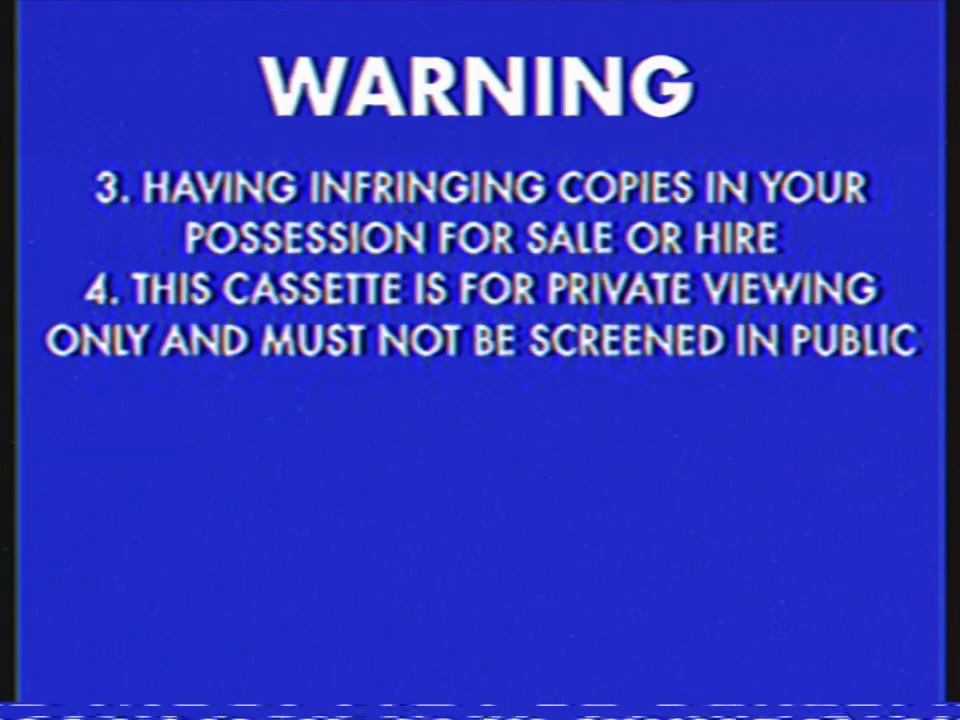 WARNING
3. HAVING INFRINGING COPIES IN YOUR
POSSESSION FOR SALE OR HIRE
4. THIS CASSETTE IS FOR PRIVATE VIEWING
ONLY AND MUST NOT BE SCREENED IN PUBLIC